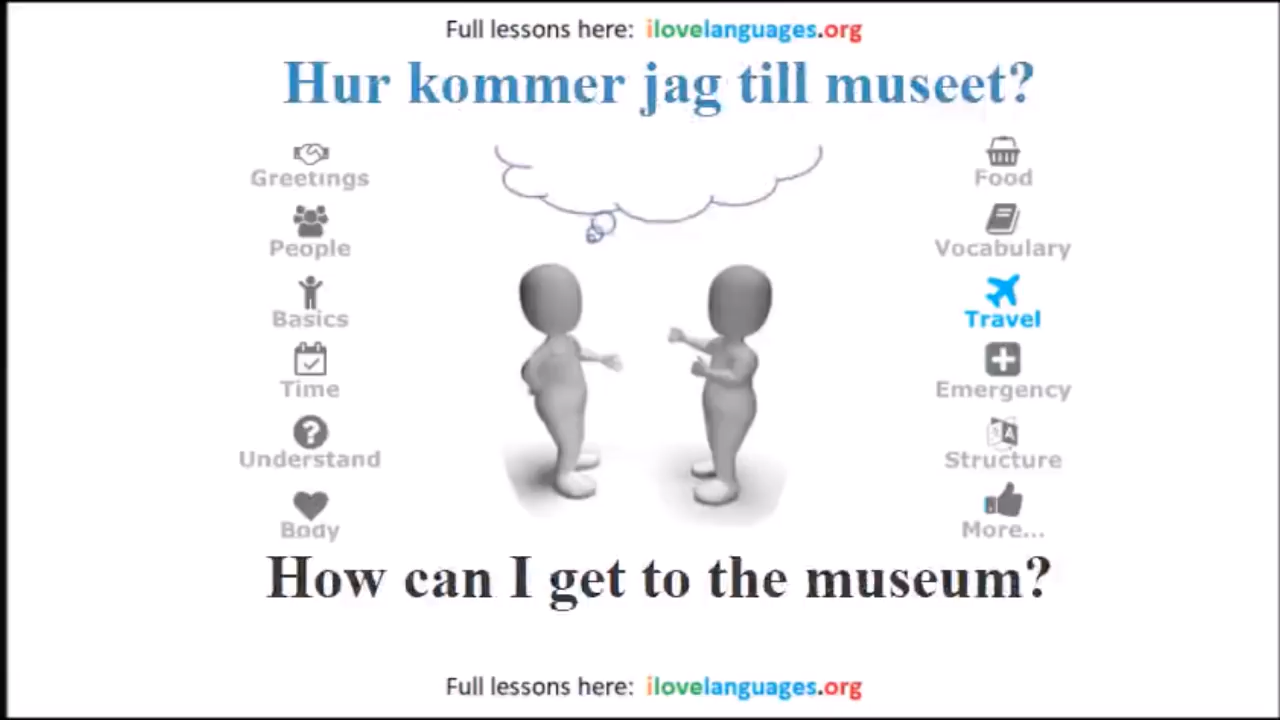 Full lessons here: ilovelanguages.org
Hur kommer jag till museet?
Greetings
Food
People
Vocabulary
Basics
Travel
Time
Emergency
Understand
Structure
Body
More...
How can I get to the museum?
Full lessons here: ilovelanguages.org